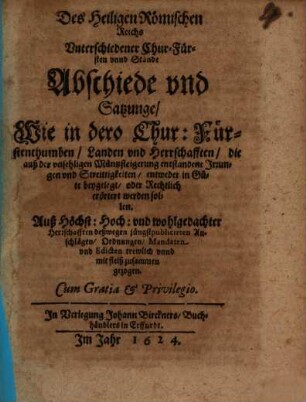 Des Heiligen Römischen
Reichs
Vnterschiedener Chur-Für-
sten vnnd Stände
Abschiede vnd
Satzunge/
Wie in dero Chur: Für-
stenthumben/ Landen vnd Herrschafften/ die
auß der vnsehligen Müntzsteigerung entstandene Irrun-
gen vnd Streittigkeiten/ entweder in Gü-
te beygelegt/ oder Rechtlich
erörtert werden sol-
len.
Auß Höchst: Hoch: vnd wohlgedachter
Herrschafften deßwegen jüngstpublicirten An-
schlägen/ Ordnungen/ Mandaten
vnd Edicten trewlich vnnd
mit fleiß zusammen
gezogen.
Cum Gratia & Privilegio.
In Verlegung Johann Birckners/ Buch-
händlers in Erffurdt.
Im Jahr 1624.